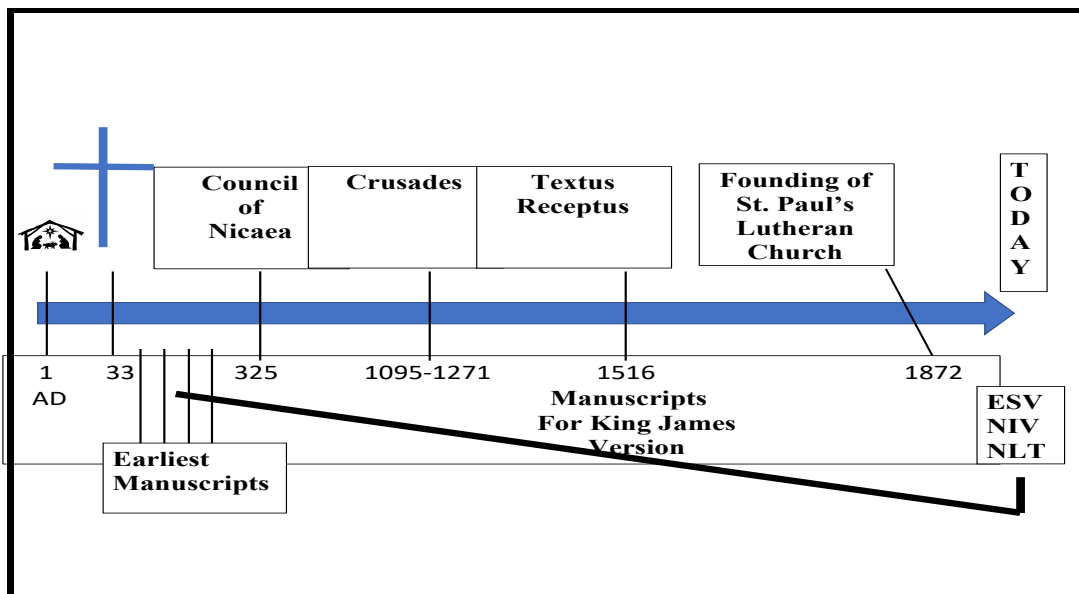 Council
of
Nicaea
Crusades
Textus
Receptus
Founding of
St. Paul's
Lutheran
Church
T
O
D
A
Y
1
AD
33
325
1095-1271
1516
1872
Manuscripts
For King James
Version
Earliest
Manuscripts
ESV
NIV
NLT